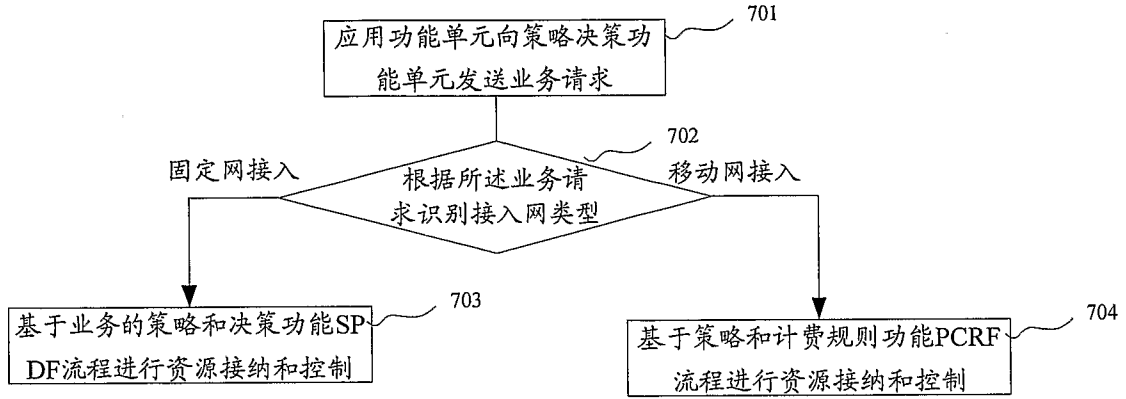 701
应用功能单元向策略决策功
能单元发送业务请求
702
固定网接入
移动网接入
根据所述业务请
求识别接入网类型
703
基于业务的策略和决策功能SP
DF流程进行资源接纳和控制
704
基于策略和计费规则功能PCRF
流程进行资源接纳和控制